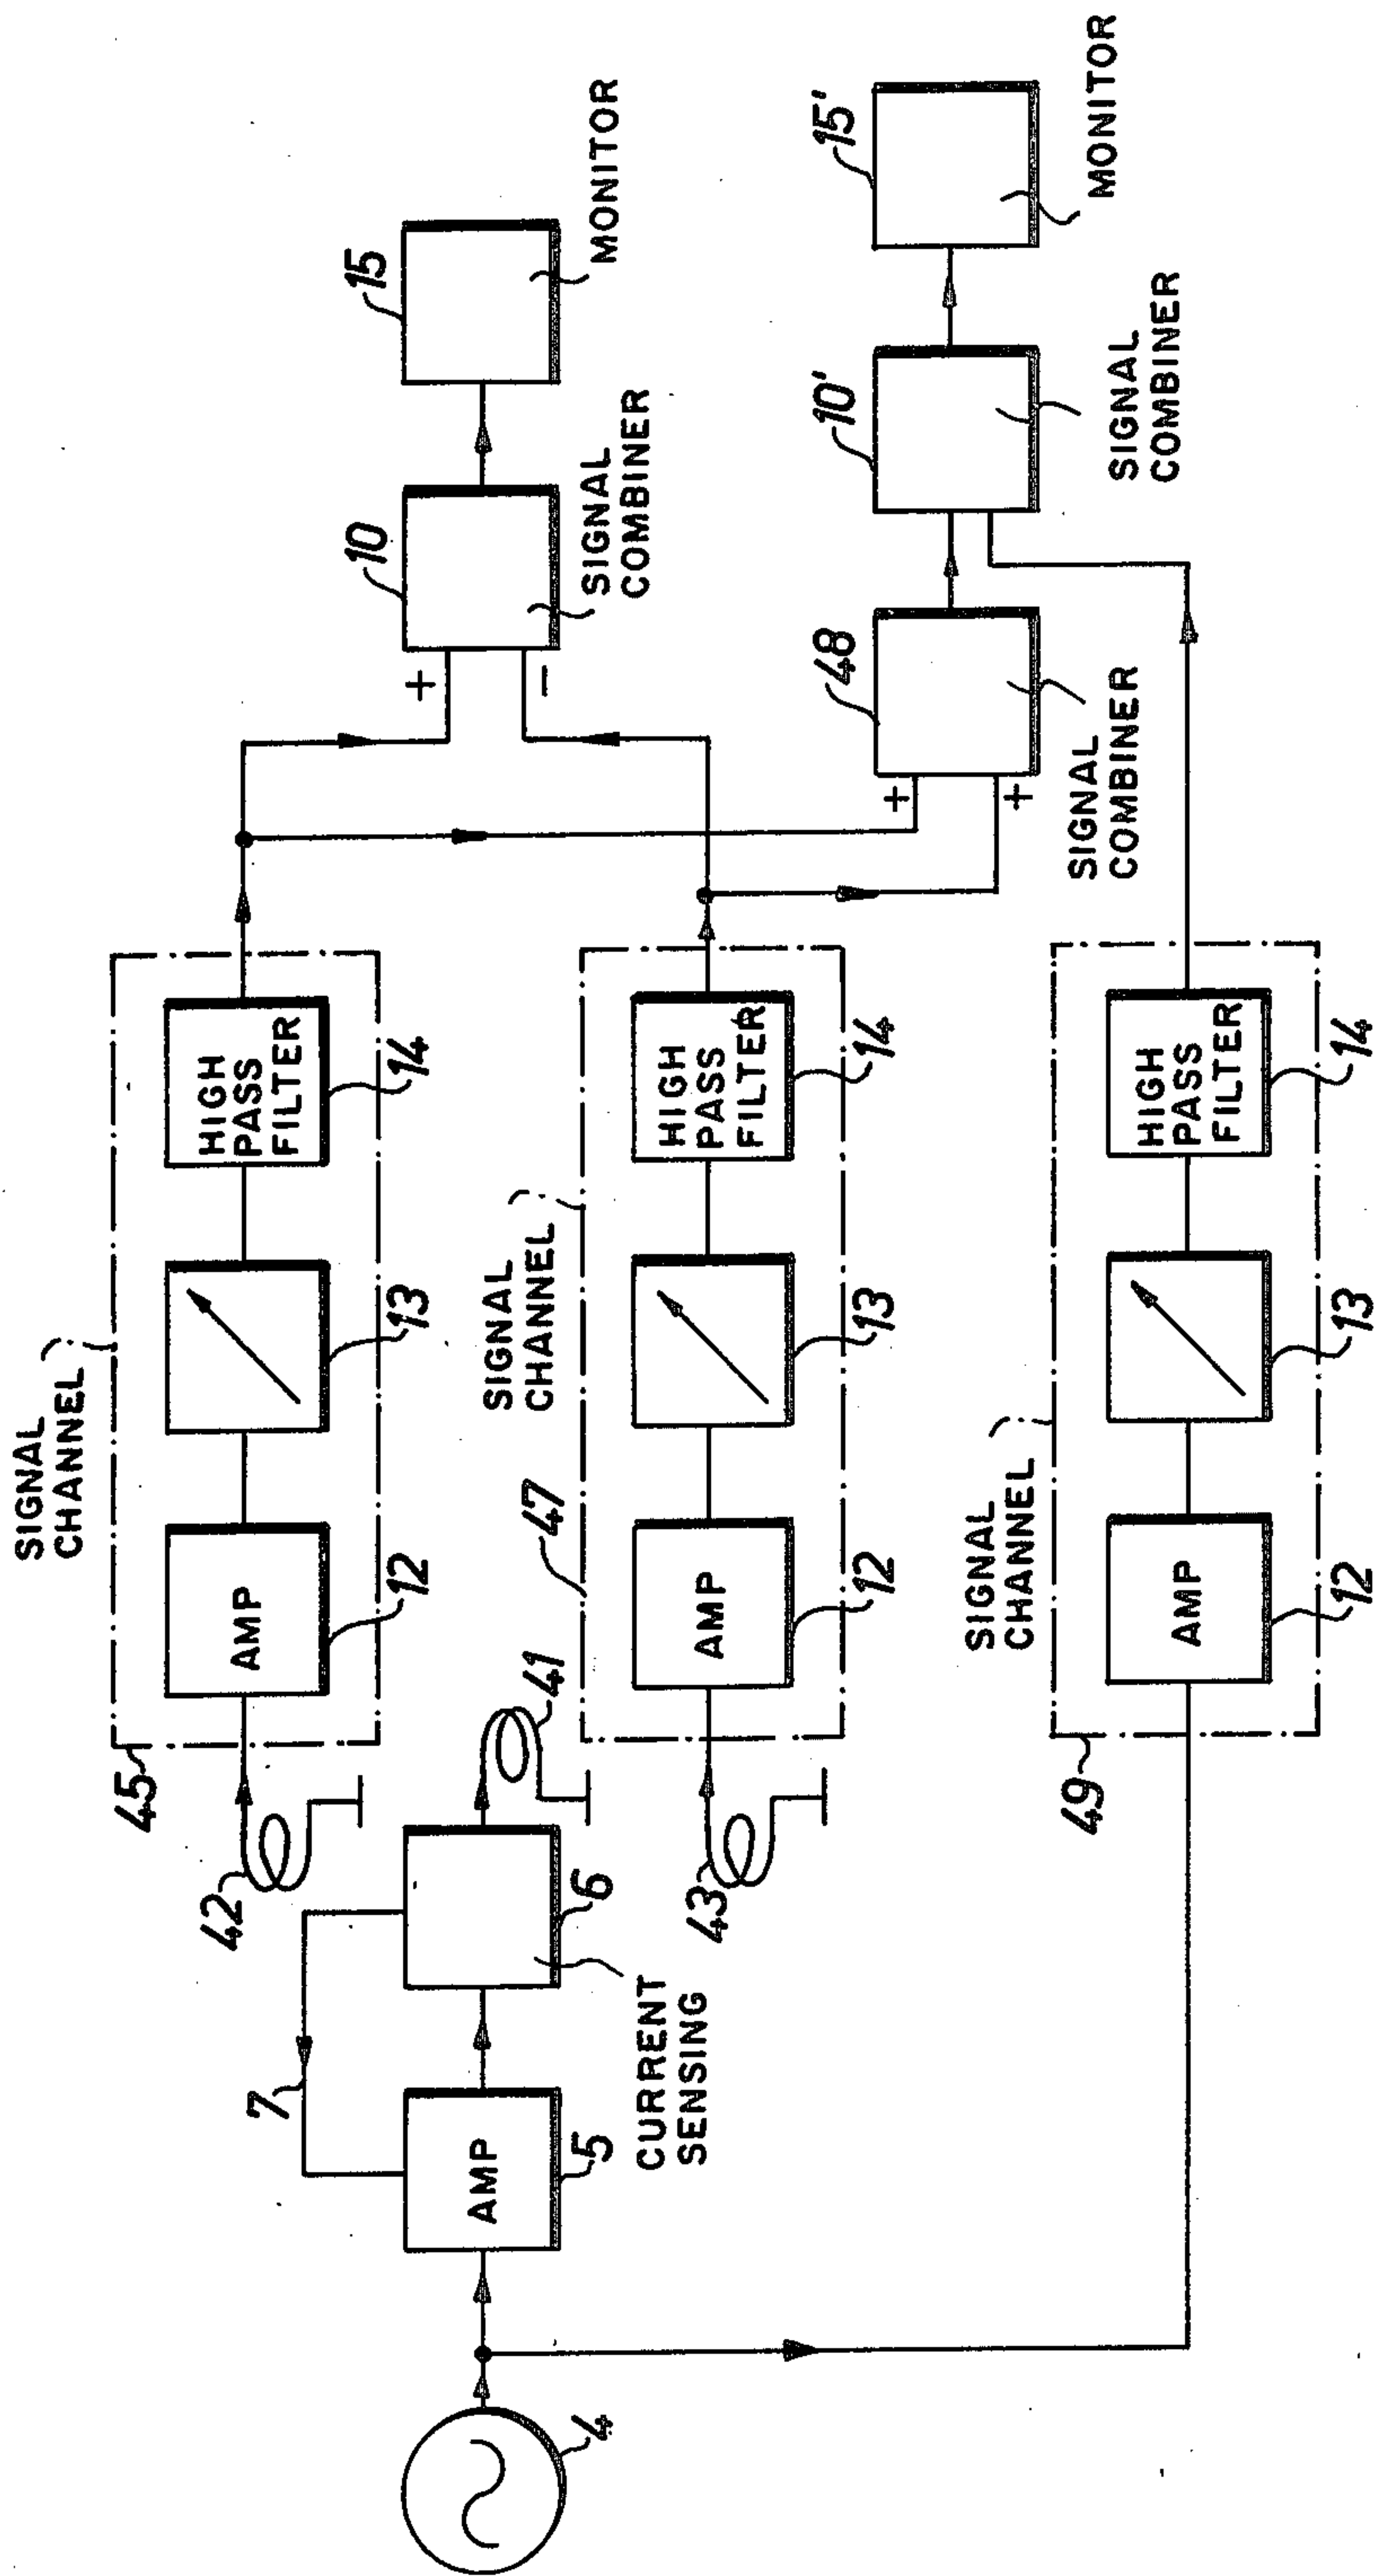 SIGNAL
CHANNEL
45
42
AMP
12
13
HIGH
PASS
FILTER
14
+
-
10
SIGNAL
COMBINER
15
MONITOR
4
AMP
5
7
6
CURRENT
SENSING
41
SIGNAL
CHANNEL
47
43
AMP
12
13
HIGH
PASS
FILTER
14
+
+
48
SIGNAL
COMBINER
10'
SIGNAL
COMBINER
15'
MONITOR
SIGNAL
CHANNEL
49
AMP
12
13
HIGH
PASS
FILTER
14